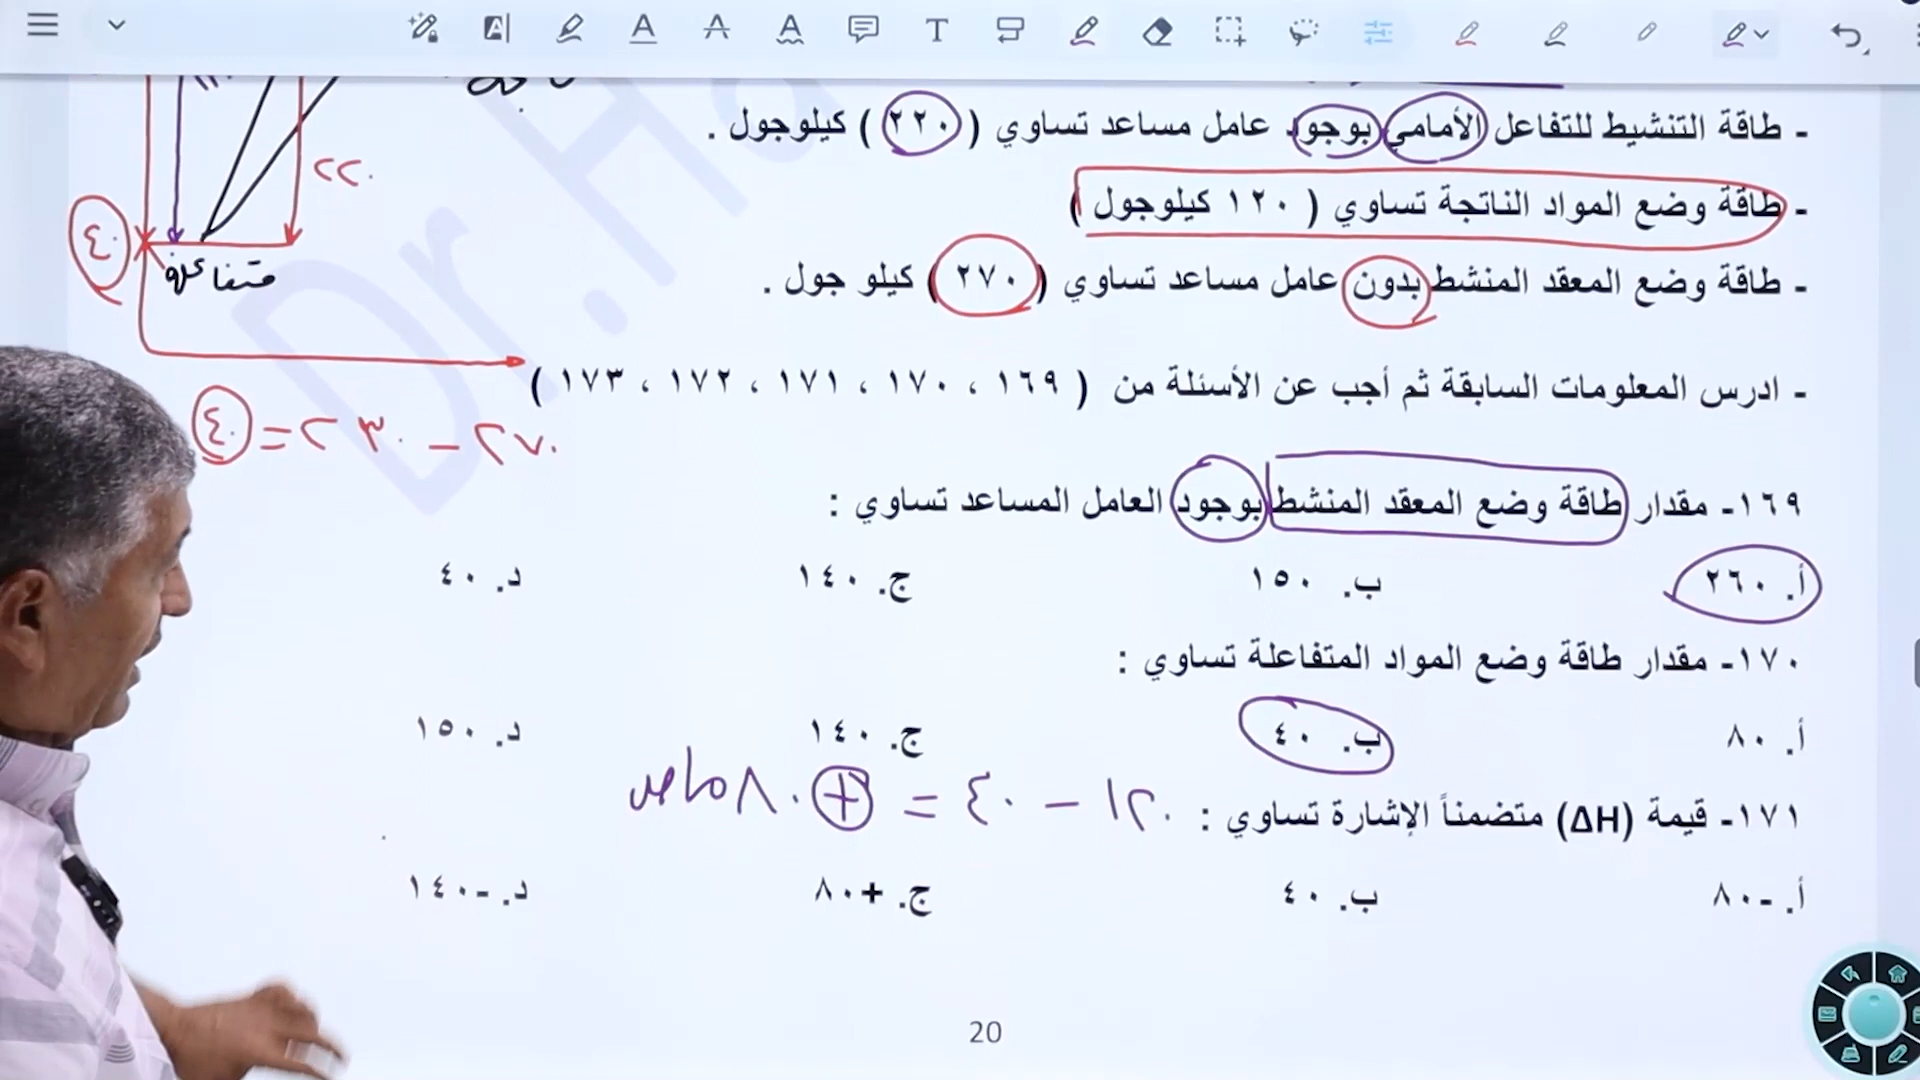 - طاقة التنشيط للتفاعل الأمامي بوجود عامل مساعد تساوي ( ٢٢٠ ) كيلوجول .
٢٢٠
- طاقة وضع المواد الناتجة تساوي ( ١٢٠ كيلوجول )
٤٠
متفاعلة
- طاقة وضع المعقد المنشط بدون عامل مساعد تساوي ( ٢٧٠ ) كيلو جول .
- ادرس المعلومات السابقة ثم أجب عن الأسئلة من ( ١٦٩ ، ١٧٠ ، ١٧١ ، ١٧٢ ، ١٧٣ )
٢٧٠ - ٢٣٠ = ٤٠
١٦٩- مقدار طاقة وضع المعقد المنشط بوجود العامل المساعد تساوي :
أ. ٢٦٠ ب. ١٥٠ ج. ١٤٠ د. ٤٠
١٧٠- مقدار طاقة وضع المواد المتفاعلة تساوي :
أ. ٨٠ ب. ٤٠ ج. ١٤٠ د. ١٥٠
١٧١- قيمة (ΔH) متضمناً الإشارة تساوي : ١٢٠ - ٤٠ = + ٨٠ ماص
أ. -٨٠ ب. ٤٠ ج. +٨٠ د. -١٤٠
20